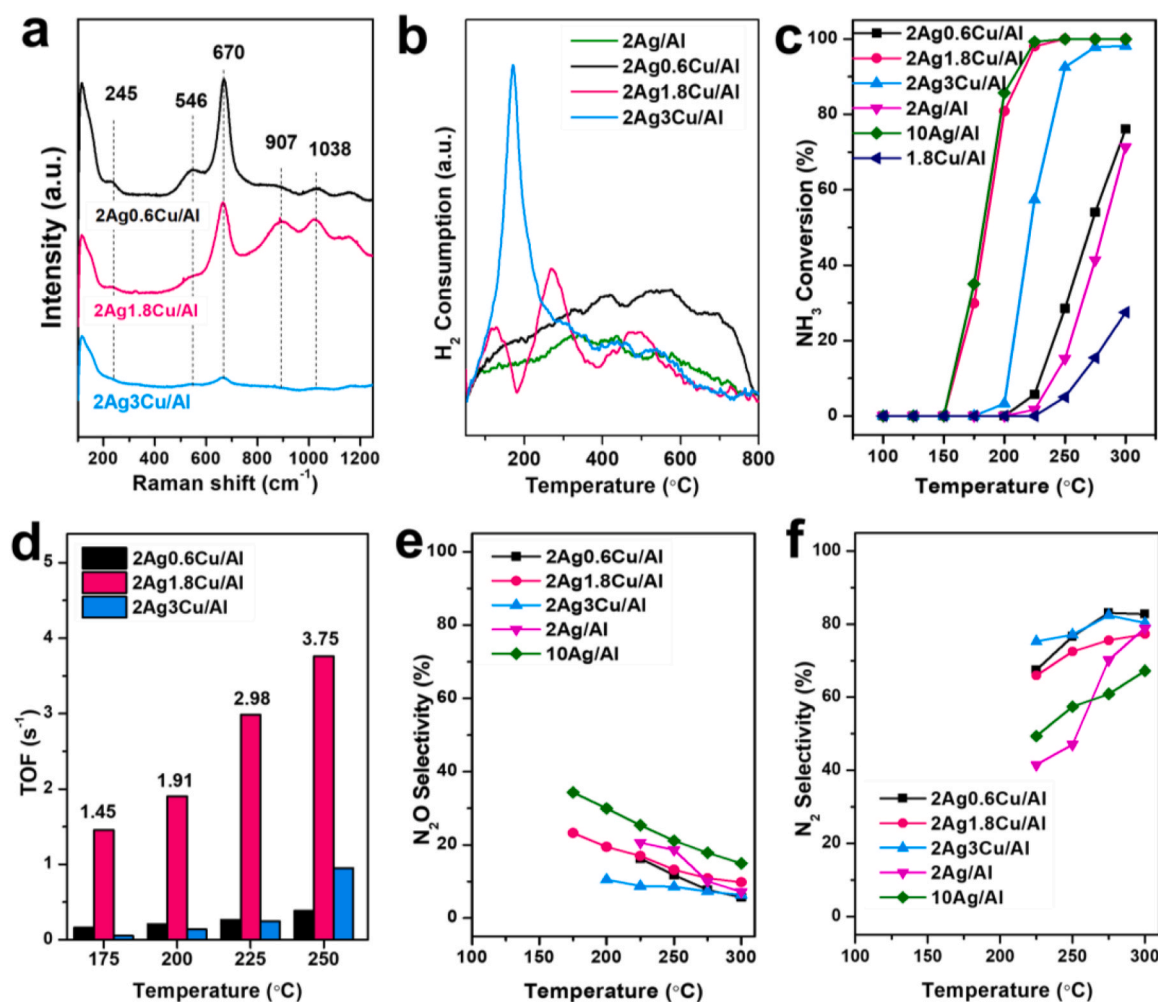 a
245
546
670
907
1038
2Ag0.6Cu/Al
2Ag1.8Cu/Al
2Ag3Cu/Al
Intensity (a.u.)
200 400 600 800 1000 1200
Raman shift (cm⁻¹)
b
2Ag/Al
2Ag0.6Cu/Al
2Ag1.8Cu/Al
2Ag3Cu/Al
H₂ Consumption (a.u.)
200 400 600 800
Temperature (°C)
c
2Ag0.6Cu/Al
2Ag1.8Cu/Al
2Ag3Cu/Al
2Ag/Al
10Ag/Al
1.8Cu/Al
NH₃ Conversion (%)
100
80
60
40
20
0
100 150 200 250 300
Temperature (°C)
d
2Ag0.6Cu/Al
2Ag1.8Cu/Al
2Ag3Cu/Al
TOF (s⁻¹)
5
4
3
2
1
0
1.45
1.91
2.98
3.75
175 200 225 250
Temperature (°C)
e
2Ag0.6Cu/Al
2Ag1.8Cu/Al
2Ag3Cu/Al
2Ag/Al
10Ag/Al
N₂O Selectivity (%)
100
80
60
40
20
0
100 150 200 250 300
Temperature (°C)
f
N₂ Selectivity (%)
100
80
60
40
20
0
2Ag0.6Cu/Al
2Ag1.8Cu/Al
2Ag3Cu/Al
2Ag/Al
10Ag/Al
100 150 200 250 300
Temperature (°C)